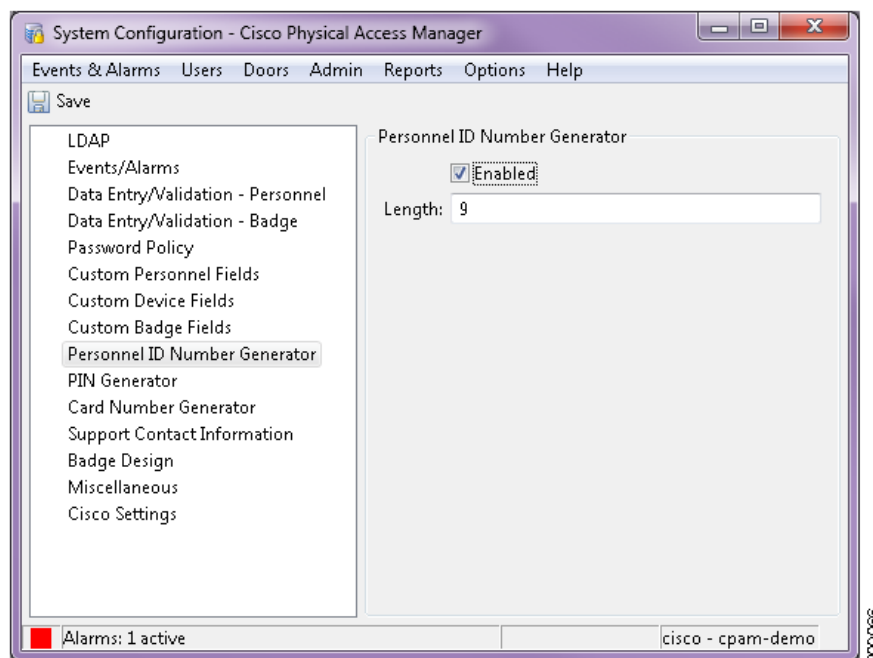 System Configuration - Cisco Physical Access Manager
Events & Alarms Users Doors Admin Reports Options Help
Save
LDAP
Events/Alarms
Data Entry/Validation - Personnel
Data Entry/Validation - Badge
Password Policy
Custom Personnel Fields
Custom Device Fields
Custom Badge Fields
Personnel ID Number Generator
PIN Generator
Card Number Generator
Support Contact Information
Badge Design
Miscellaneous
Cisco Settings
Personnel ID Number Generator
Enabled
Length: 9
Alarms: 1 active
cisco - cpam-demo